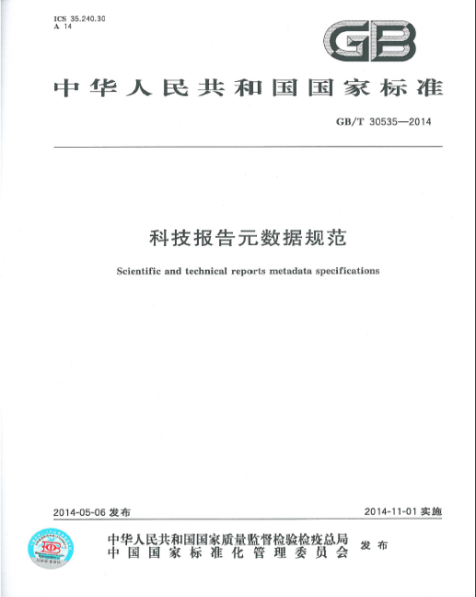 ICS 35.240.30
A 14
GB
中华人民共和国国家标准
GB/T 30535—2014
科技报告元数据规范
Scientific and technical reports metadata specifications
2014-05-06 发布
2014-11-01 实施
中华人民共和国国家质量监督检验检疫总局
中国国家标准化管理委员会
发布